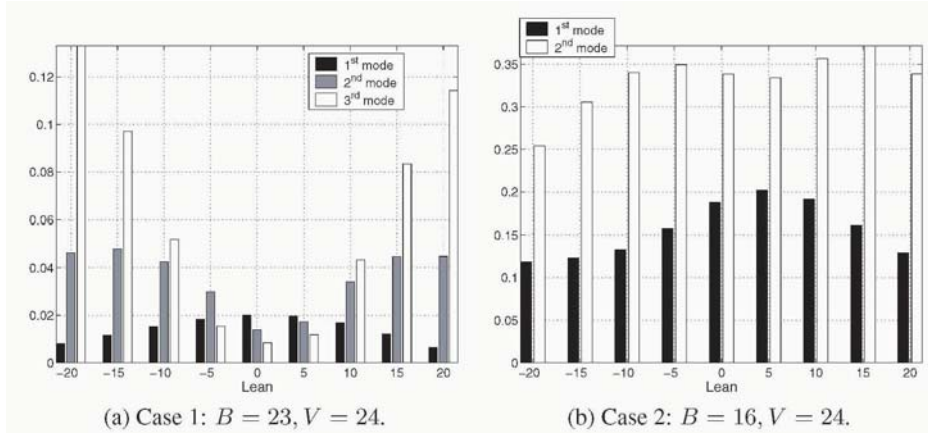 1st mode
2nd mode
3rd mode
0.12
0.1
0.08
0.06
0.04
0.02
0
−20 −15 −10 −5 0 5 10 15 20
Lean
(a) Case 1: B = 23, V = 24.
1st mode
2nd mode
0.35
0.3
0.25
0.2
0.15
0.1
0.05
0
−20 −15 −10 −5 0 5 10 15 20
Lean
(b) Case 2: B = 16, V = 24.